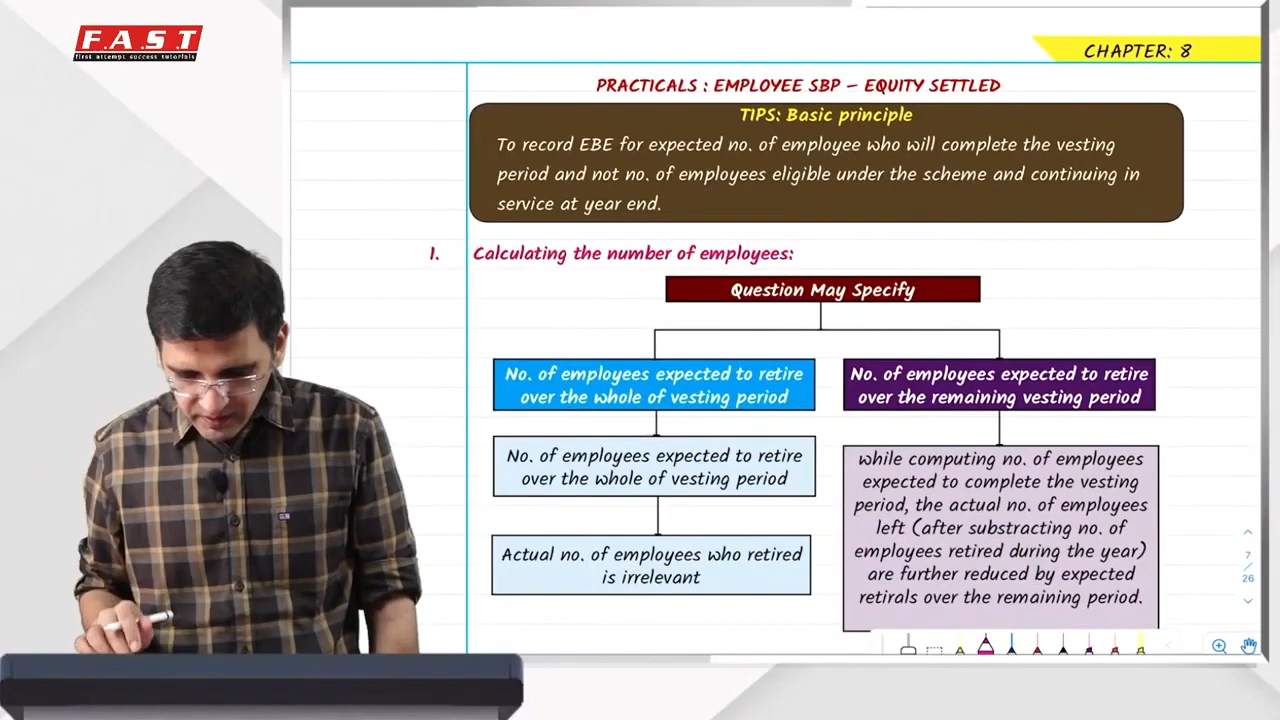 F.A.S.T
first attempt success tutorials
CHAPTER: 8
PRACTICALS : EMPLOYEE SBP – EQUITY SETTLED
TIPS: Basic principle
To record EBE for expected no. of employee who will complete the vesting
period and not no. of employees eligible under the scheme and continuing in
service at year end.
1. Calculating the number of employees:
Question May Specify
No. of employees expected to retire
over the whole of vesting period
No. of employees expected to retire
over the whole of vesting period
Actual no. of employees who retired
is irrelevant
No. of employees expected to retire
over the remaining vesting period
while computing no. of employees
expected to complete the vesting
period, the actual no. of employees
left (after substracting no. of
employees retired during the year)
are further reduced by expected
retirals over the remaining period.
7
/
26